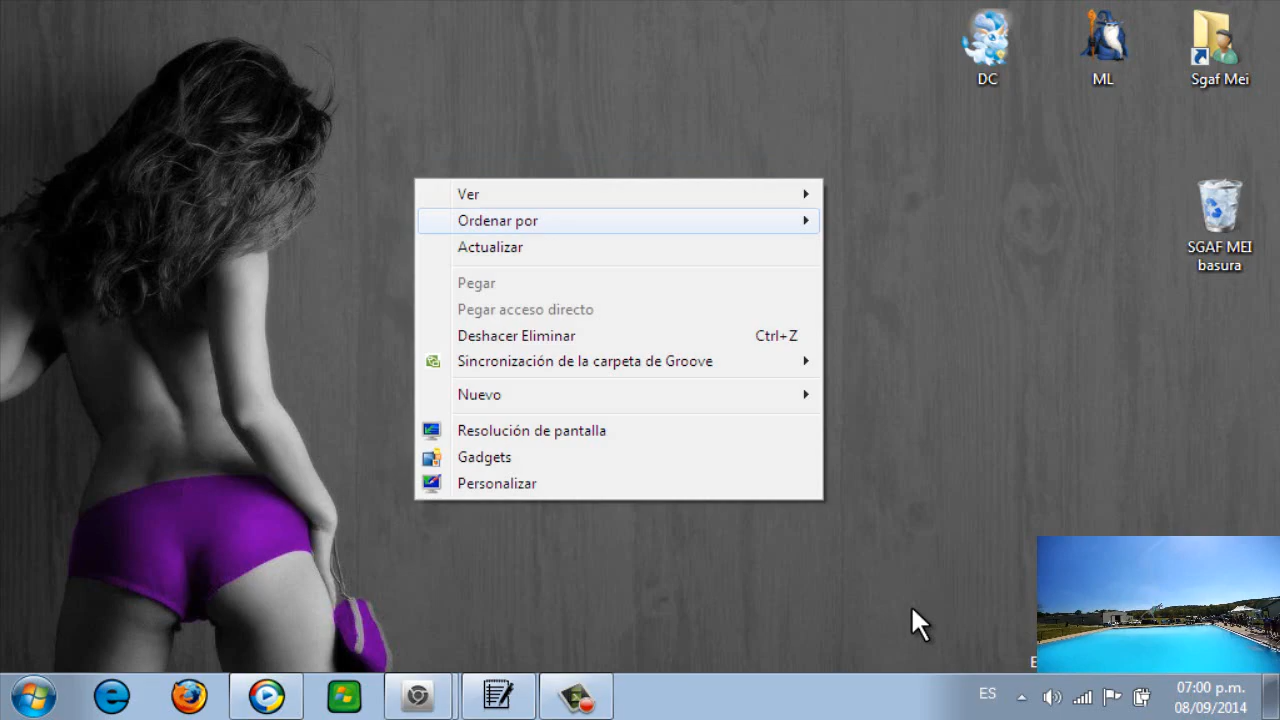 DC
ML
Sgaf Mei
Ver
Ordenar por
Actualizar
Pegar
Pegar acceso directo
Deshacer Eliminar Ctrl+Z
Sincronización de la carpeta de Groove
Nuevo
Resolución de pantalla
Gadgets
Personalizar
SGAF MEI
basura
E
ES
07:00 p.m.
08/09/2014